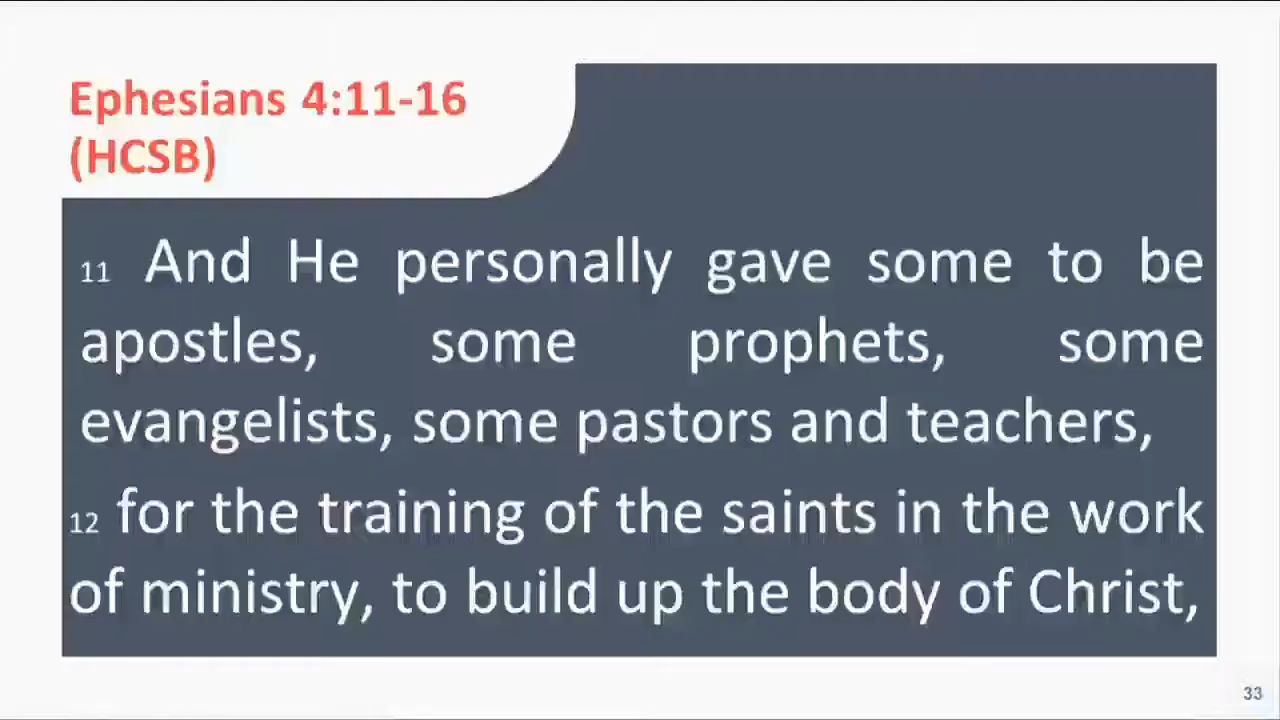 Ephesians 4:11-16
(HCSB)
11 And He personally gave some to be
apostles, some prophets, some
evangelists, some pastors and teachers,
12 for the training of the saints in the work
of ministry, to build up the body of Christ,
33